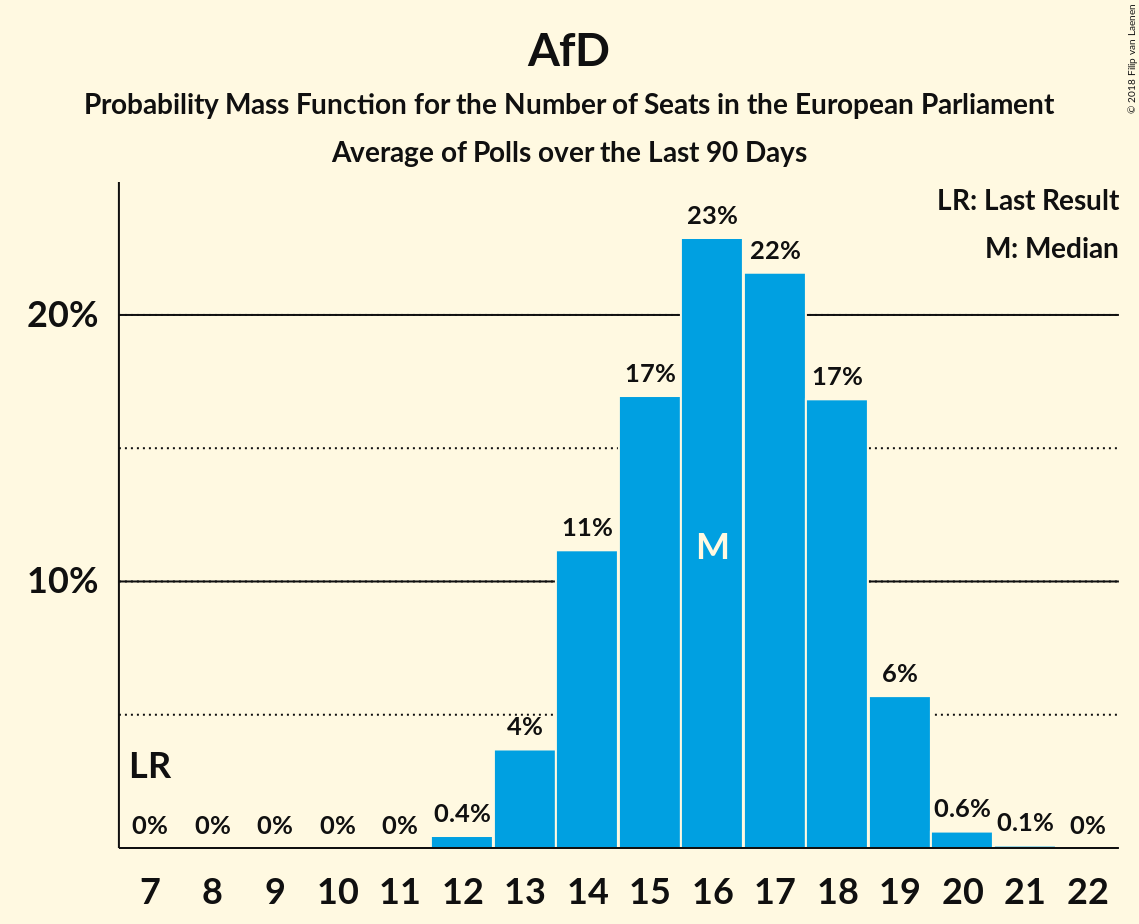 AfD
Probability Mass Function for the Number of Seats in the European Parliament
Average of Polls over the Last 90 Days
© 2018 Filip van Laenen
LR: Last Result
M: Median
23%
22%
20%
17%
17%
11%
M
10%
6%
4%
LR
0%
0%
0%
0%
0%
0.4%
0.6%
0.1%
0%
7 8 9 10 11 12 13 14 15 16 17 18 19 20 21 22